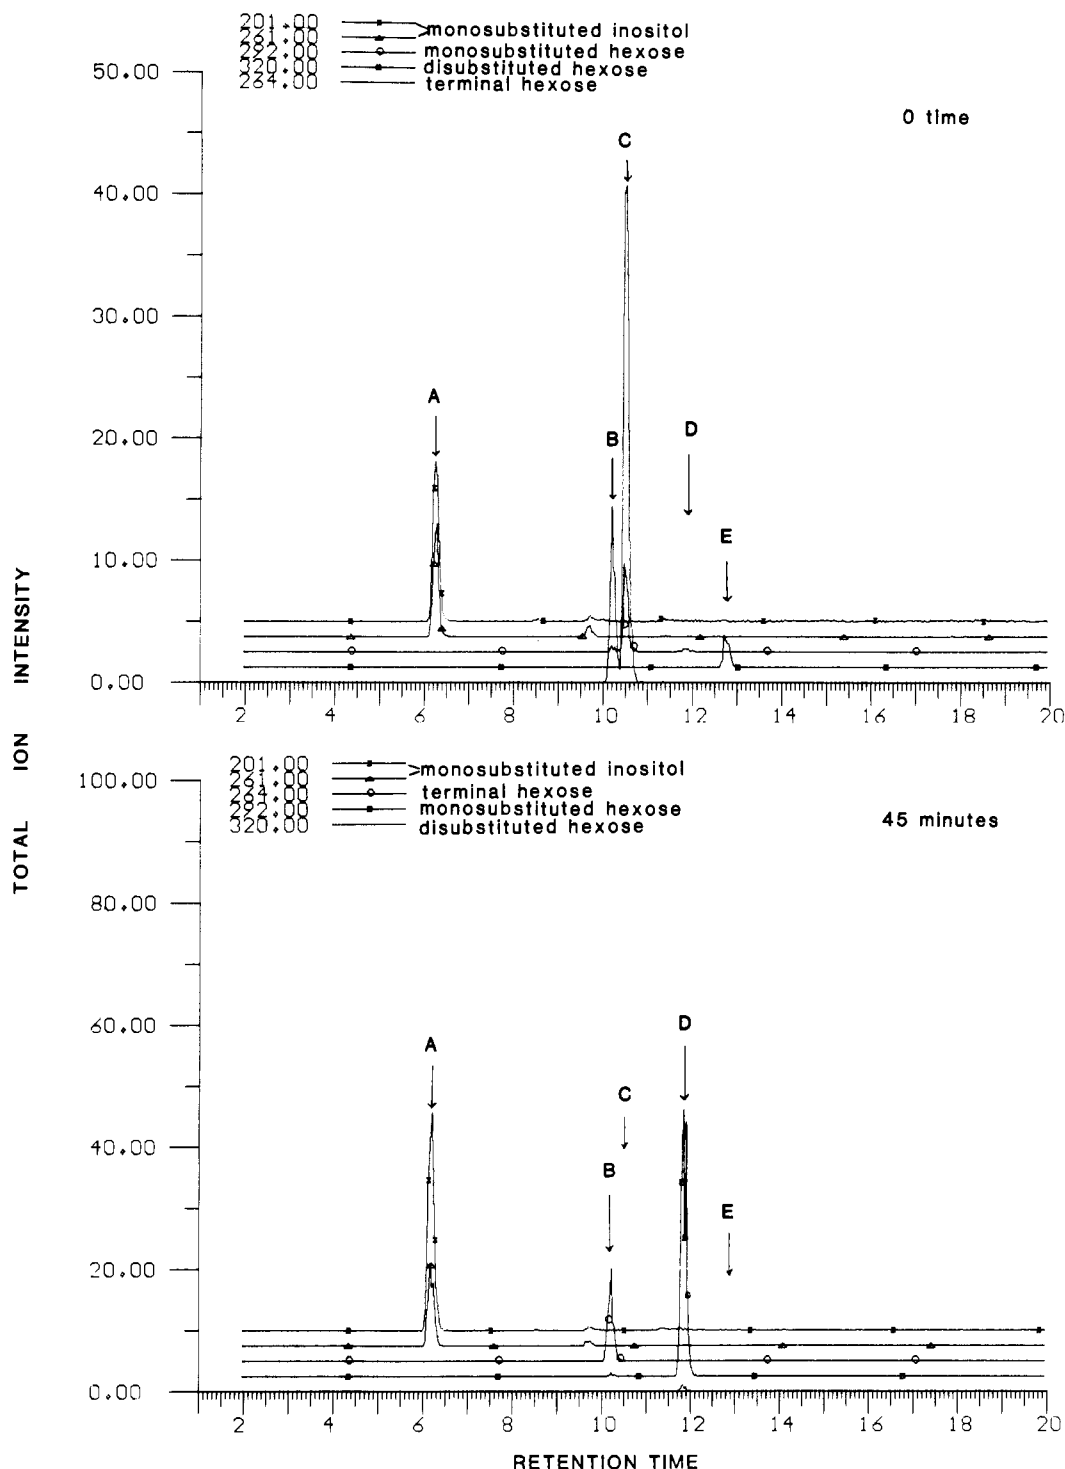 201.00
261.00 >monosubstituted inositol
292.00 monosubstituted hexose
320.00 disubstituted hexose
264.00 terminal hexose
0 time
50.00
40.00
30.00
20.00
10.00
0.00
A
B
C
D
E
2 4 6 8 10 12 14 16 18 20
TOTAL ION INTENSITY
201.00
261.00 >monosubstituted inositol
264.00 terminal hexose
292.00 monosubstituted hexose
320.00 disubstituted hexose
45 minutes
100.00
80.00
60.00
40.00
20.00
0.00
A
B
C
D
E
2 4 6 8 10 12 14 16 18 20
RETENTION TIME